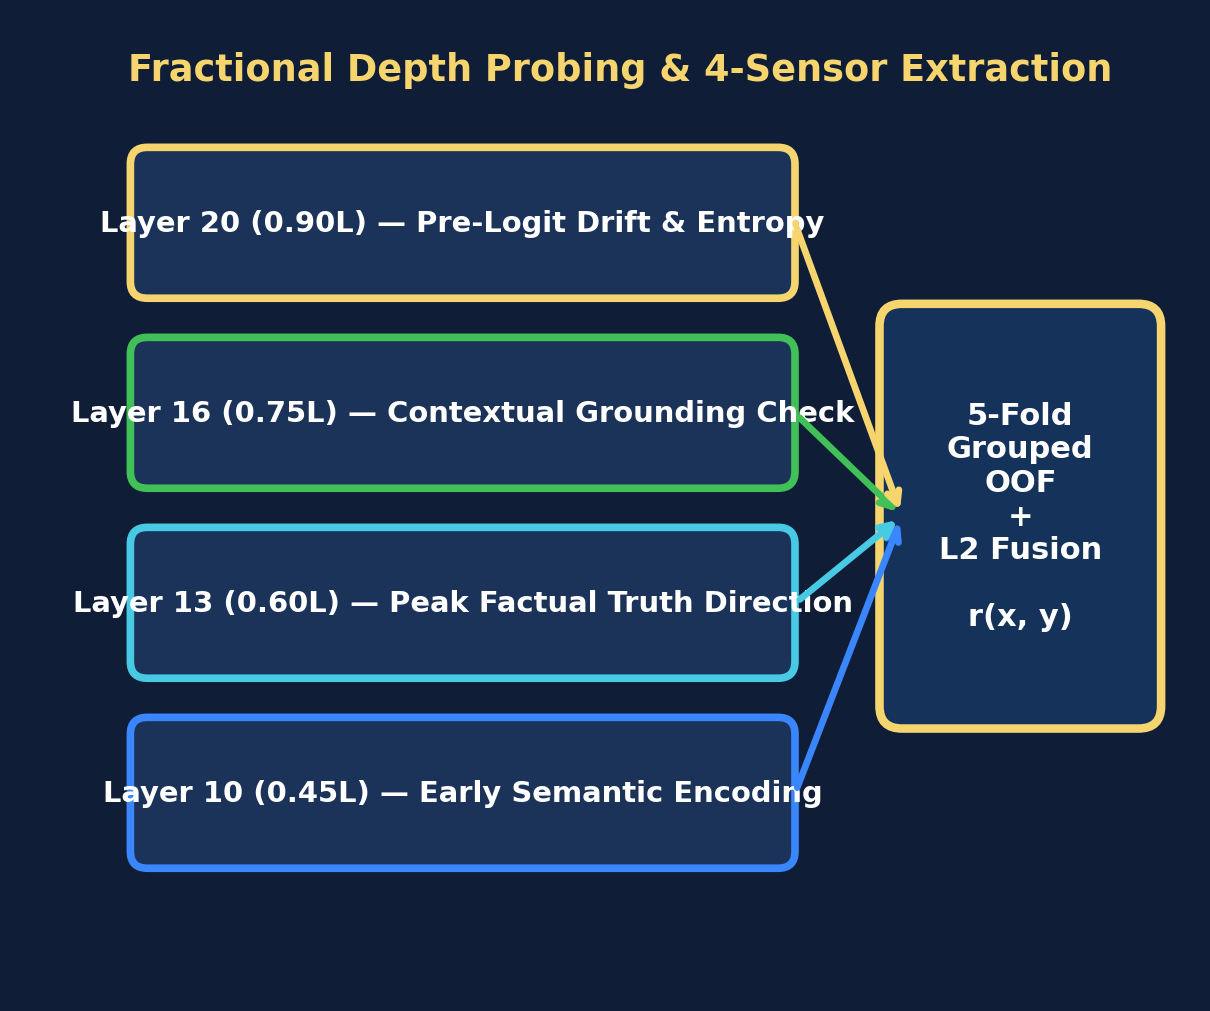 Fractional Depth Probing & 4-Sensor Extraction
Layer 20 (0.90L) — Pre-Logit Drift & Entropy
Layer 16 (0.75L) — Contextual Grounding Check
Layer 13 (0.60L) — Peak Factual Truth Direction
Layer 10 (0.45L) — Early Semantic Encoding
5-Fold
Grouped
OOF
+
L2 Fusion
r(x, y)